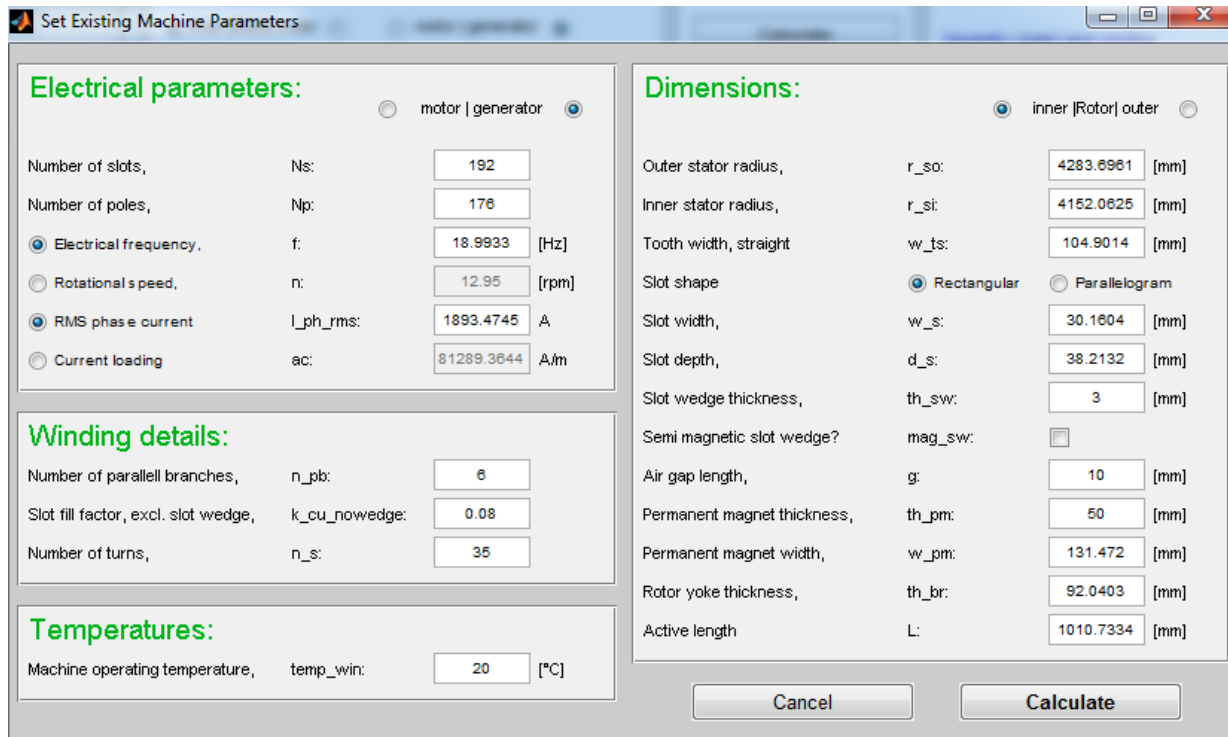 Set Existing Machine Parameters
Electrical parameters:
motor | generator
Number of slots, Ns: 192
Number of poles, Np: 176
Electrical frequency, f: 18.9933 [Hz]
Rotational speed, n: 12.95 [rpm]
RMS phase current I_ph_rms: 1893.4745 A
Current loading ac: 81289.3644 A/m
Winding details:
Number of parallell branches, n_pb: 6
Slot fill factor, excl. slot wedge, k_cu_nowedge: 0.08
Number of turns, n_s: 35
Temperatures:
Machine operating temperature, temp_win: 20 [°C]
Dimensions:
inner |Rotor| outer
Outer stator radius, r_so: 4283.6961 [mm]
Inner stator radius, r_si: 4152.0625 [mm]
Tooth width, straight w_ts: 104.9014 [mm]
Slot shape Rectangular Parallelogram
Slot width, w_s: 30.1604 [mm]
Slot depth, d_s: 38.2132 [mm]
Slot wedge thickness, th_sw: 3 [mm]
Semi magnetic slot wedge? mag_sw:
Air gap length, g: 10 [mm]
Permanent magnet thickness, th_pm: 50 [mm]
Permanent magnet width, w_pm: 131.472 [mm]
Rotor yoke thickness, th_br: 92.0403 [mm]
Active length L: 1010.7334 [mm]
Cancel Calculate